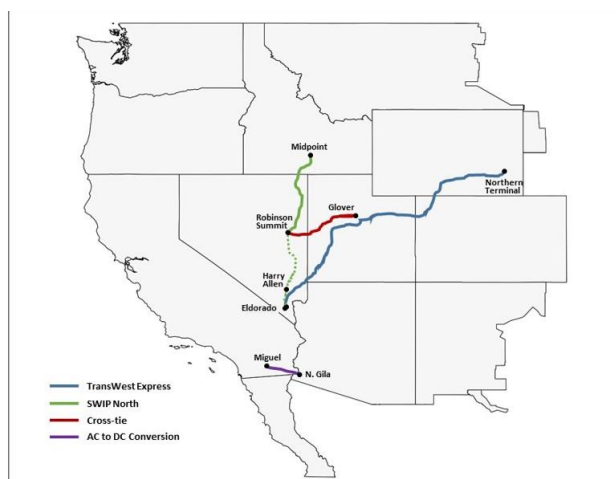 Midpoint
Northern
Terminal
Glover
Robinson
Summit
Harry
Allen
Eldorado
Miguel
N. Gila
TransWest Express
SWIP North
Cross-tie
AC to DC Conversion